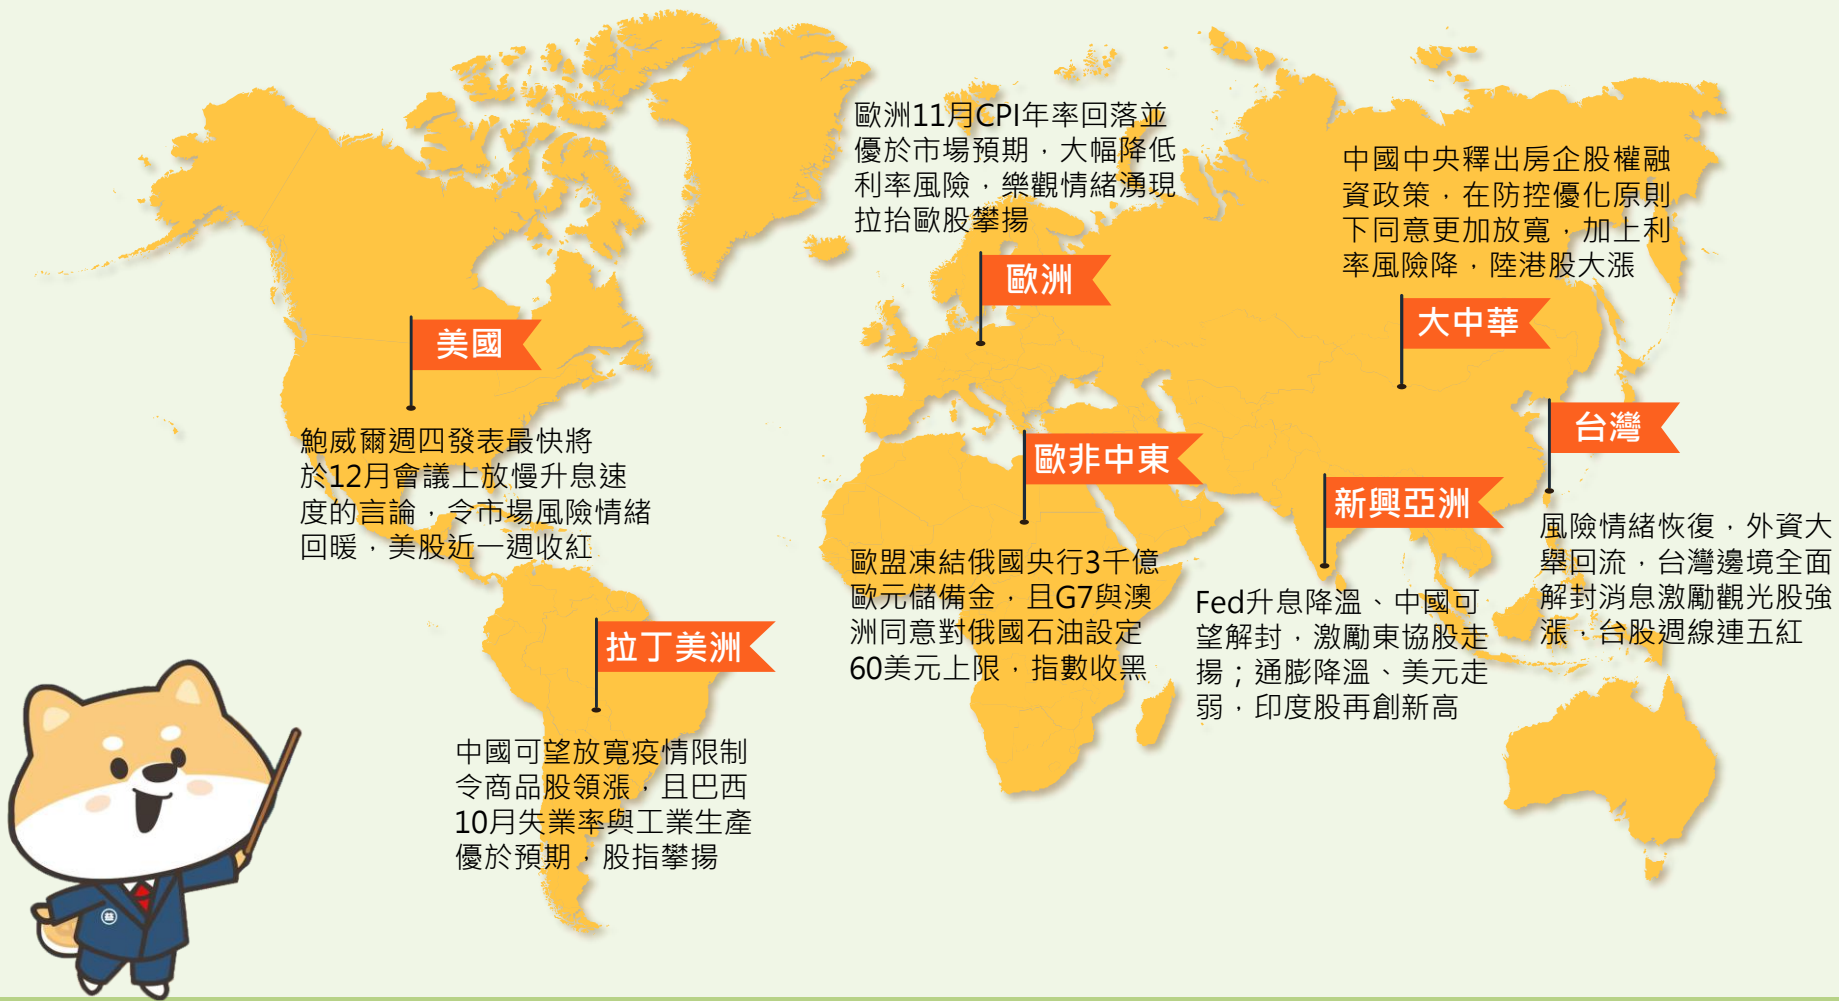 美國
鮑威爾週四發表最快將
於12月會議上放慢升息速
度的言論，令市場風險情緒
回暖，美股近一週收紅
拉丁美洲
中國可望放寬疫情限制
令商品股領漲，且巴西
10月失業率與工業生產
優於預期，股指攀揚
歐洲11月CPI年率回落並
優於市場預期，大幅降低
利率風險，樂觀情緒湧現
拉抬歐股攀揚
歐洲
歐非中東
歐盟凍結俄國央行3千億
歐元儲備金，且G7與澳
洲同意對俄國石油設定
60美元上限，指數收黑
中國中央釋出房企股權融
資政策，在防控優化原則
下同意更加放寬，加上利
率風險降，陸港股大漲
大中華
新興亞洲
Fed升息降溫、中國可
望解封，激勵東協股走
揚；通膨降溫、美元走
弱，印度股再創新高
台灣
風險情緒恢復，外資大
舉回流，台灣邊境全面
解封消息激勵觀光股強
漲，台股週線連五紅